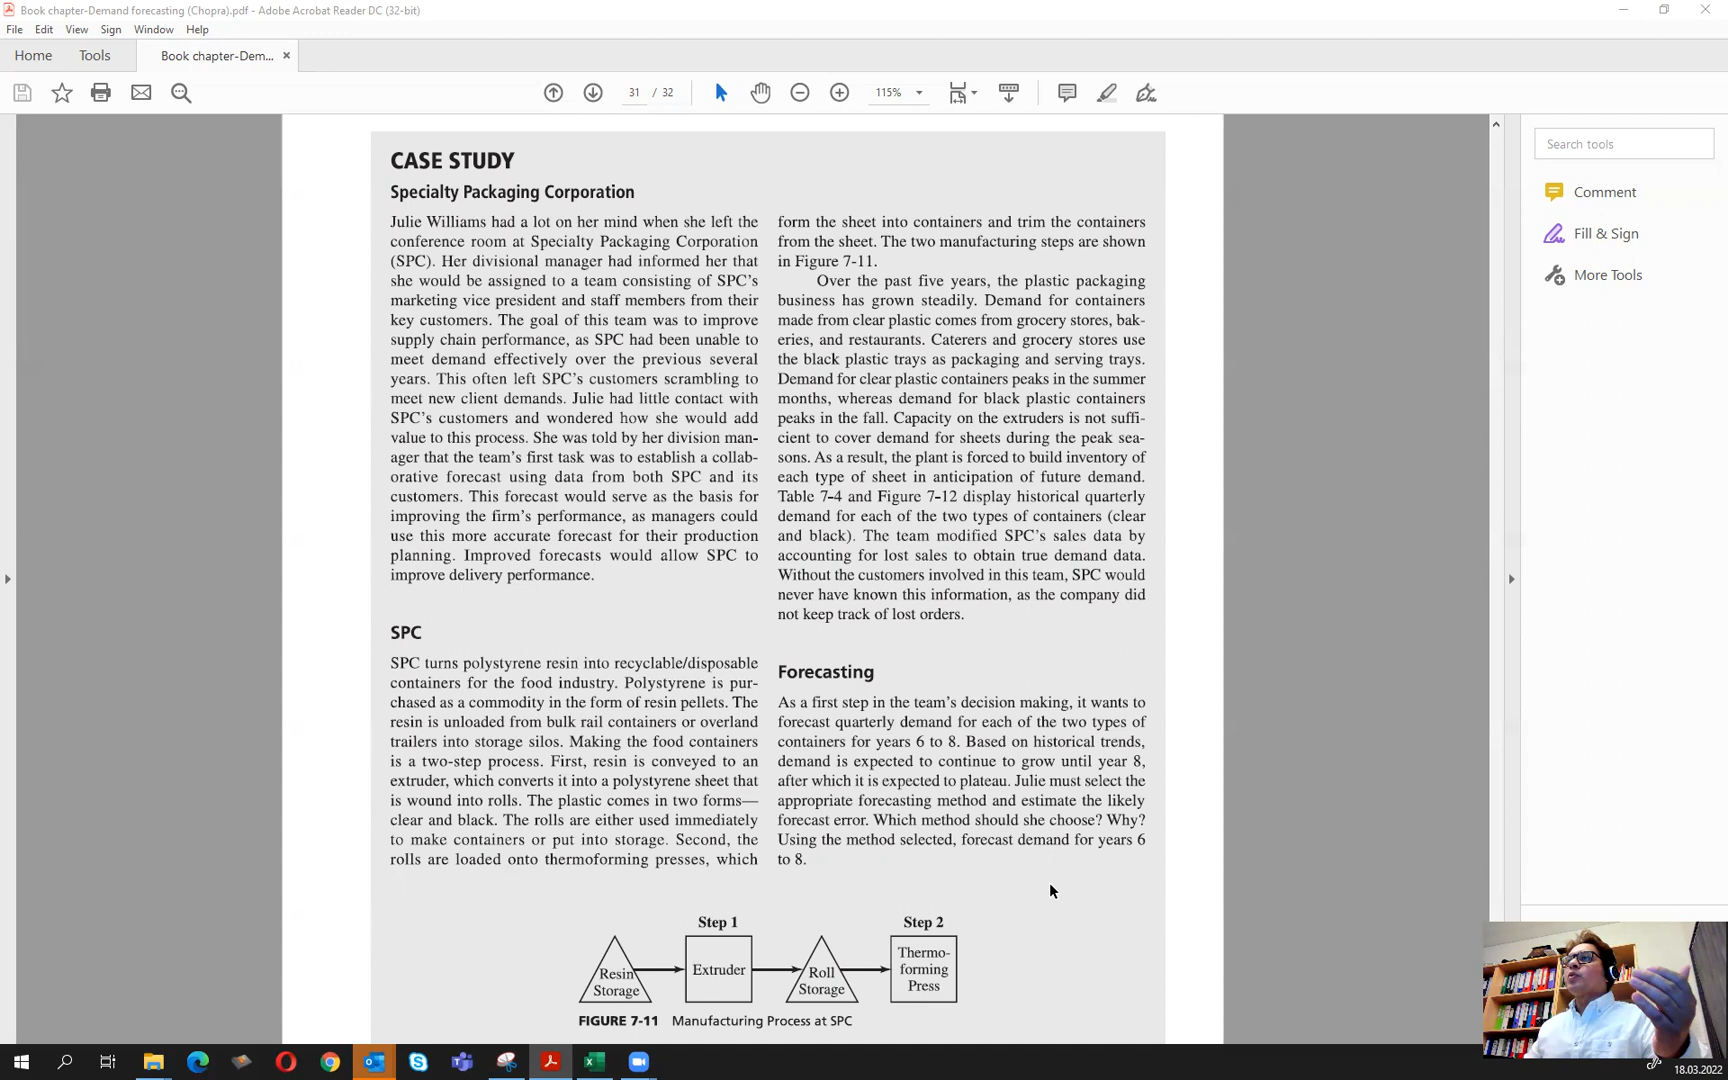 Book chapter-Demand forecasting (Chopra).pdf - Adobe Acrobat Reader DC (32-bit)
File Edit View Sign Window Help
Home Tools Book chapter-Dem... ×
31 / 32 115%
CASE STUDY
Specialty Packaging Corporation
Julie Williams had a lot on her mind when she left the
conference room at Specialty Packaging Corporation
(SPC). Her divisional manager had informed her that
she would be assigned to a team consisting of SPC's
marketing vice president and staff members from their
key customers. The goal of this team was to improve
supply chain performance, as SPC had been unable to
meet demand effectively over the previous several
years. This often left SPC's customers scrambling to
meet new client demands. Julie had little contact with
SPC's customers and wondered how she would add
value to this process. She was told by her division man-
ager that the team's first task was to establish a collab-
orative forecast using data from both SPC and its
customers. This forecast would serve as the basis for
improving the firm's performance, as managers could
use this more accurate forecast for their production
planning. Improved forecasts would allow SPC to
improve delivery performance.
SPC
SPC turns polystyrene resin into recyclable/disposable
containers for the food industry. Polystyrene is pur-
chased as a commodity in the form of resin pellets. The
resin is unloaded from bulk rail containers or overland
trailers into storage silos. Making the food containers
is a two-step process. First, resin is conveyed to an
extruder, which converts it into a polystyrene sheet that
is wound into rolls. The plastic comes in two forms—
clear and black. The rolls are either used immediately
to make containers or put into storage. Second, the
rolls are loaded onto thermoforming presses, which
form the sheet into containers and trim the containers
from the sheet. The two manufacturing steps are shown
in Figure 7-11.
Over the past five years, the plastic packaging
business has grown steadily. Demand for containers
made from clear plastic comes from grocery stores, bak-
eries, and restaurants. Caterers and grocery stores use
the black plastic trays as packaging and serving trays.
Demand for clear plastic containers peaks in the summer
months, whereas demand for black plastic containers
peaks in the fall. Capacity on the extruders is not suffi-
cient to cover demand for sheets during the peak sea-
sons. As a result, the plant is forced to build inventory of
each type of sheet in anticipation of future demand.
Table 7-4 and Figure 7-12 display historical quarterly
demand for each of the two types of containers (clear
and black). The team modified SPC's sales data by
accounting for lost sales to obtain true demand data.
Without the customers involved in this team, SPC would
never have known this information, as the company did
not keep track of lost orders.
Forecasting
As a first step in the team's decision making, it wants to
forecast quarterly demand for each of the two types of
containers for years 6 to 8. Based on historical trends,
demand is expected to continue to grow until year 8,
after which it is expected to plateau. Julie must select the
appropriate forecasting method and estimate the likely
forecast error. Which method should she choose? Why?
Using the method selected, forecast demand for years 6
to 8.
Step 1
Step 2
Resin
Storage
Extruder
Roll
Storage
Thermo-
forming
Press
FIGURE 7-11 Manufacturing Process at SPC
Search tools
Comment
Fill & Sign
More Tools
18.03.2022